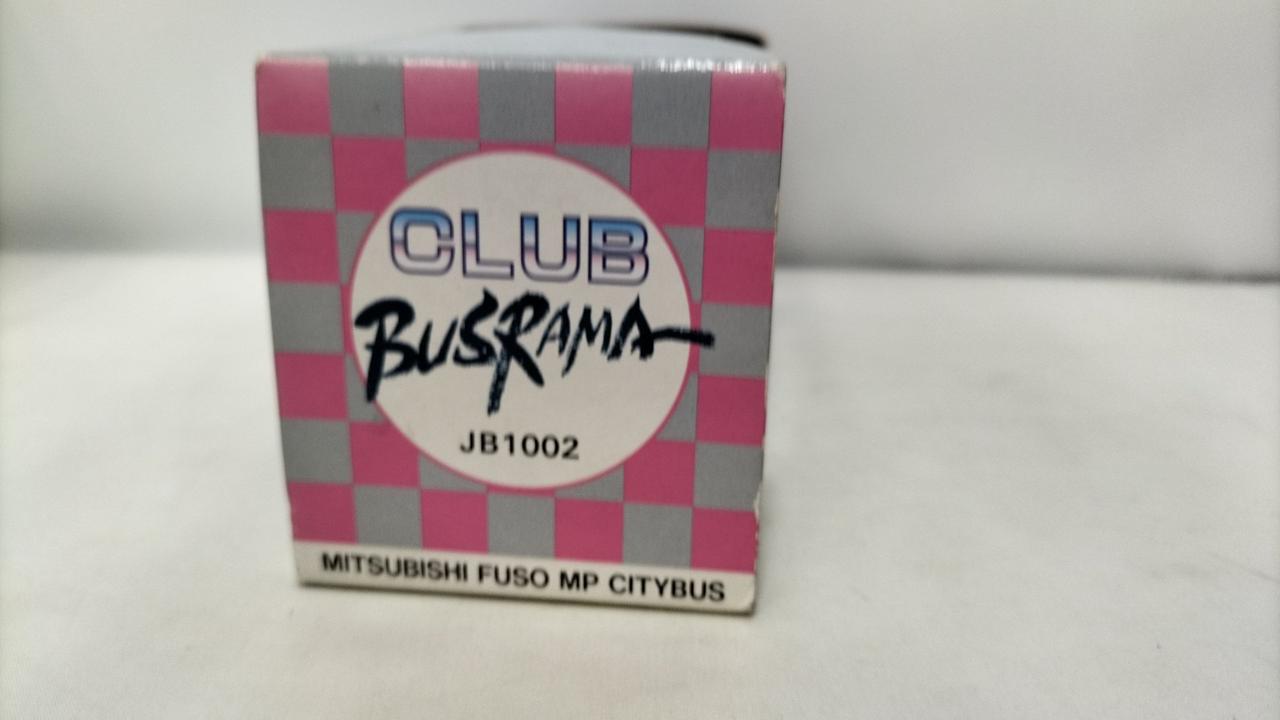 CLUB
BUSRAMA
JB1002
MITSUBISHI FUSO MP CITYBUS